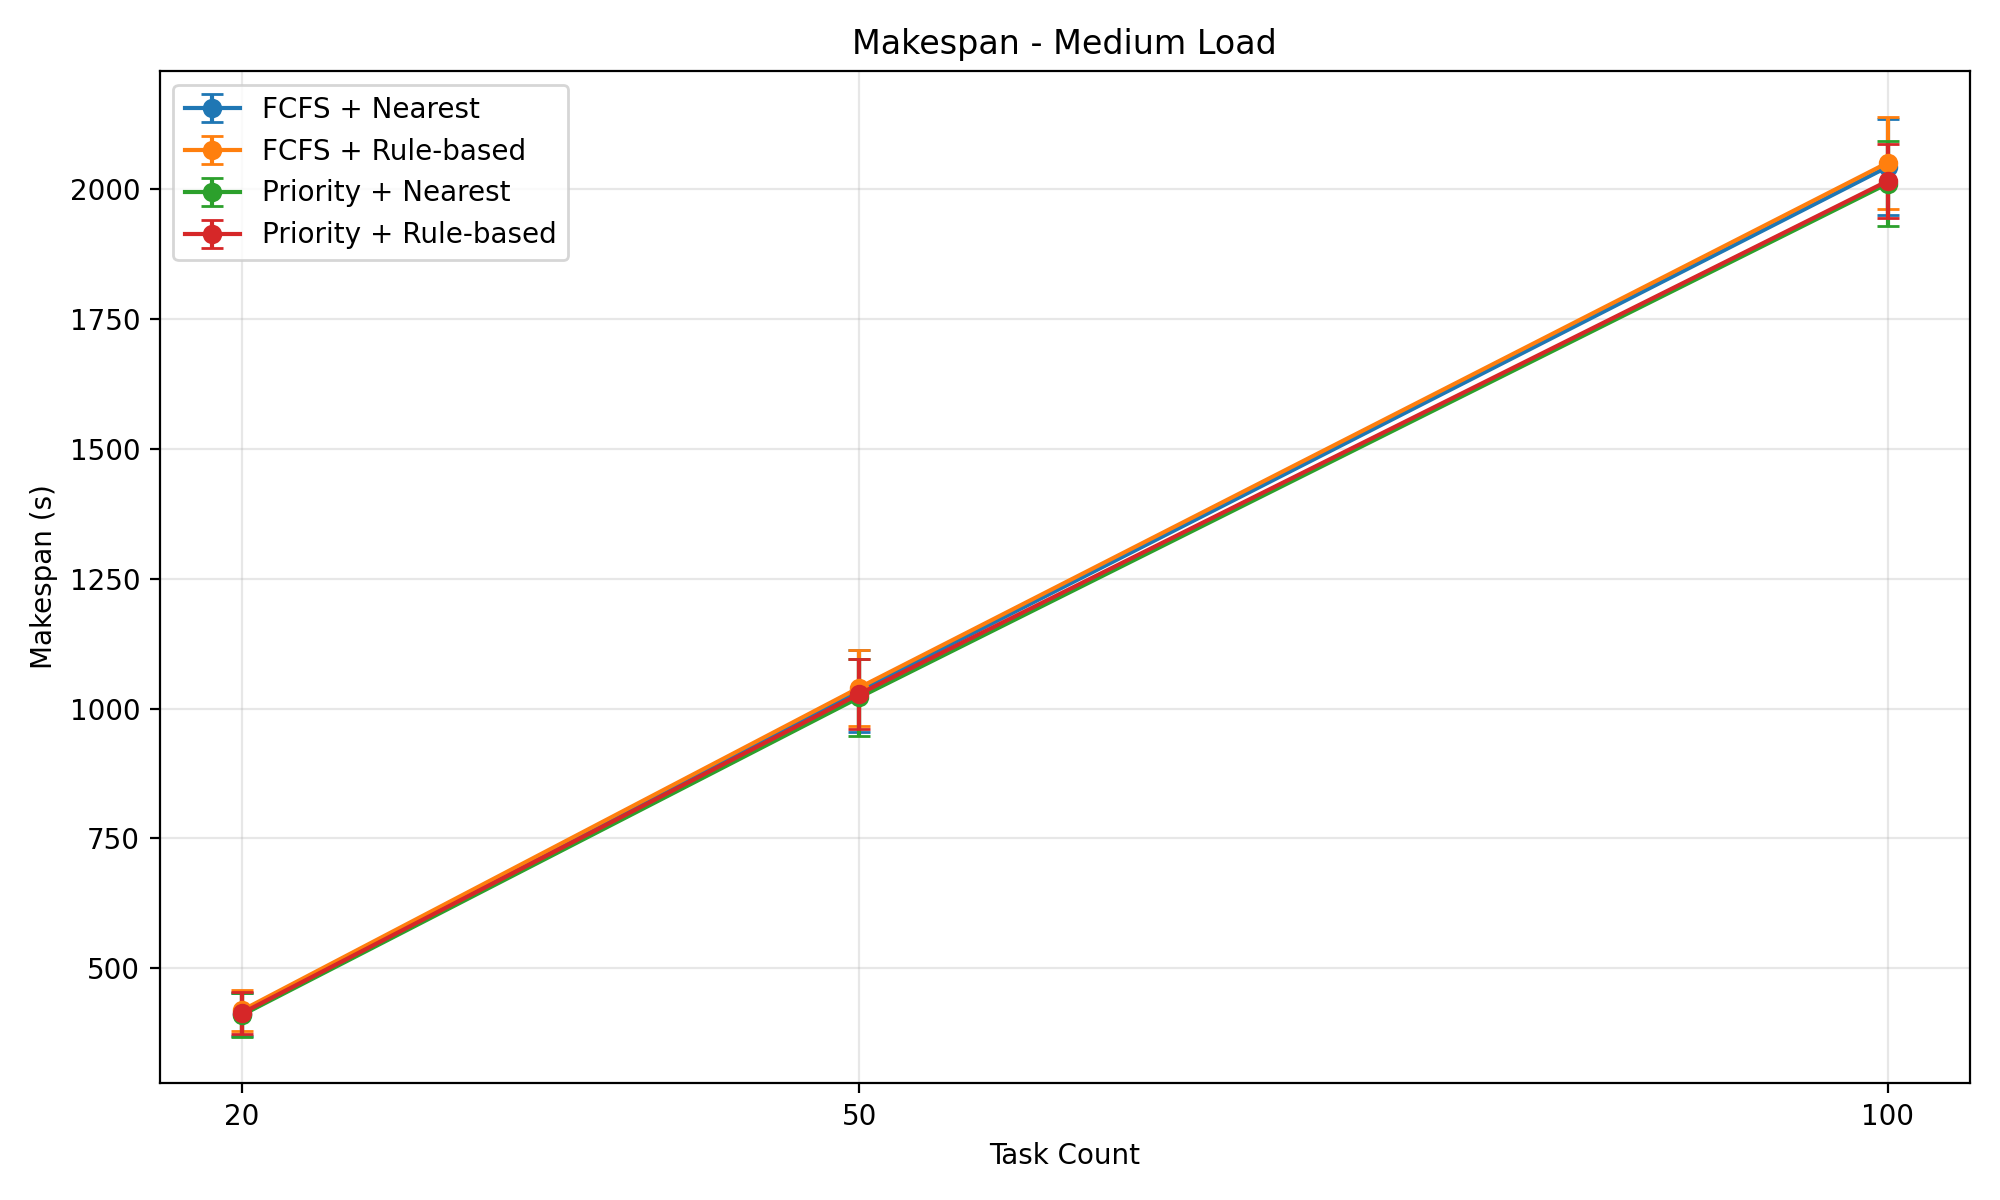 Makespan - Medium Load
FCFS + Nearest
FCFS + Rule-based
Priority + Nearest
Priority + Rule-based
2000
1750
1500
1250
1000
750
500
Makespan (s)
20
50
100
Task Count